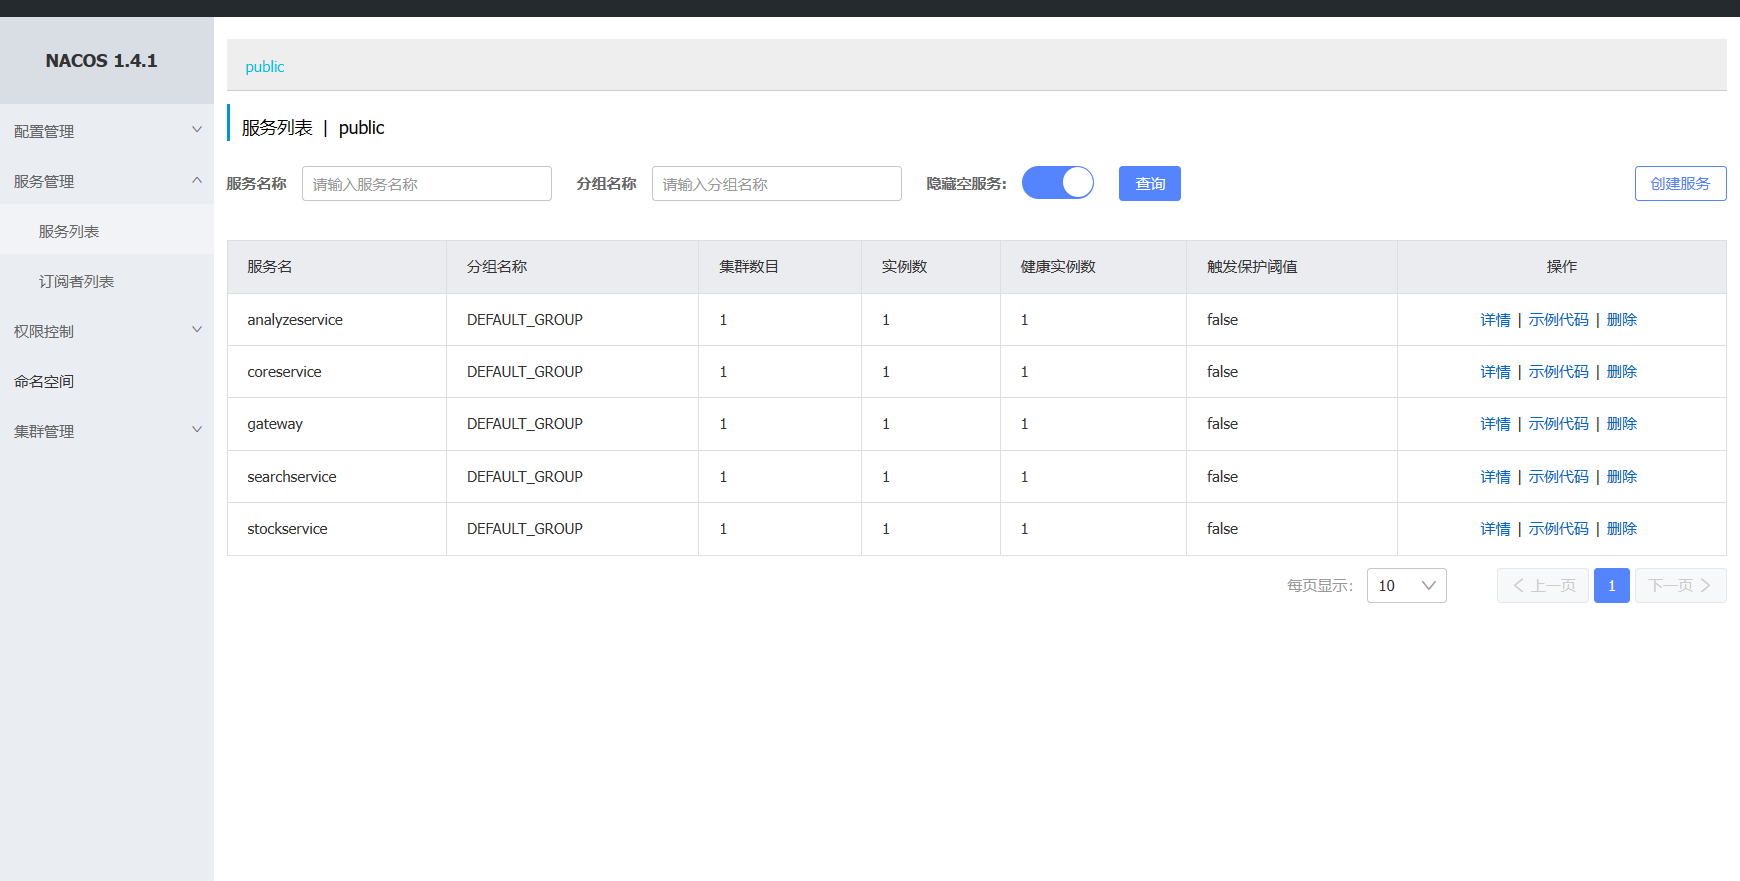 NACOS 1.4.1
配置管理
服务管理
服务列表
订阅者列表
权限控制
命名空间
集群管理
public
服务列表 | public
服务名称 请输入服务名称 分组名称 请输入分组名称 隐藏空服务: 查询 创建服务
服务名 分组名称 集群数目 实例数 健康实例数 触发保护阈值 操作
analyzeservice DEFAULT_GROUP 1 1 1 false 详情 | 示例代码 | 删除
coreservice DEFAULT_GROUP 1 1 1 false 详情 | 示例代码 | 删除
gateway DEFAULT_GROUP 1 1 1 false 详情 | 示例代码 | 删除
searchservice DEFAULT_GROUP 1 1 1 false 详情 | 示例代码 | 删除
stockservice DEFAULT_GROUP 1 1 1 false 详情 | 示例代码 | 删除
每页显示: 10 上一页 1 下一页